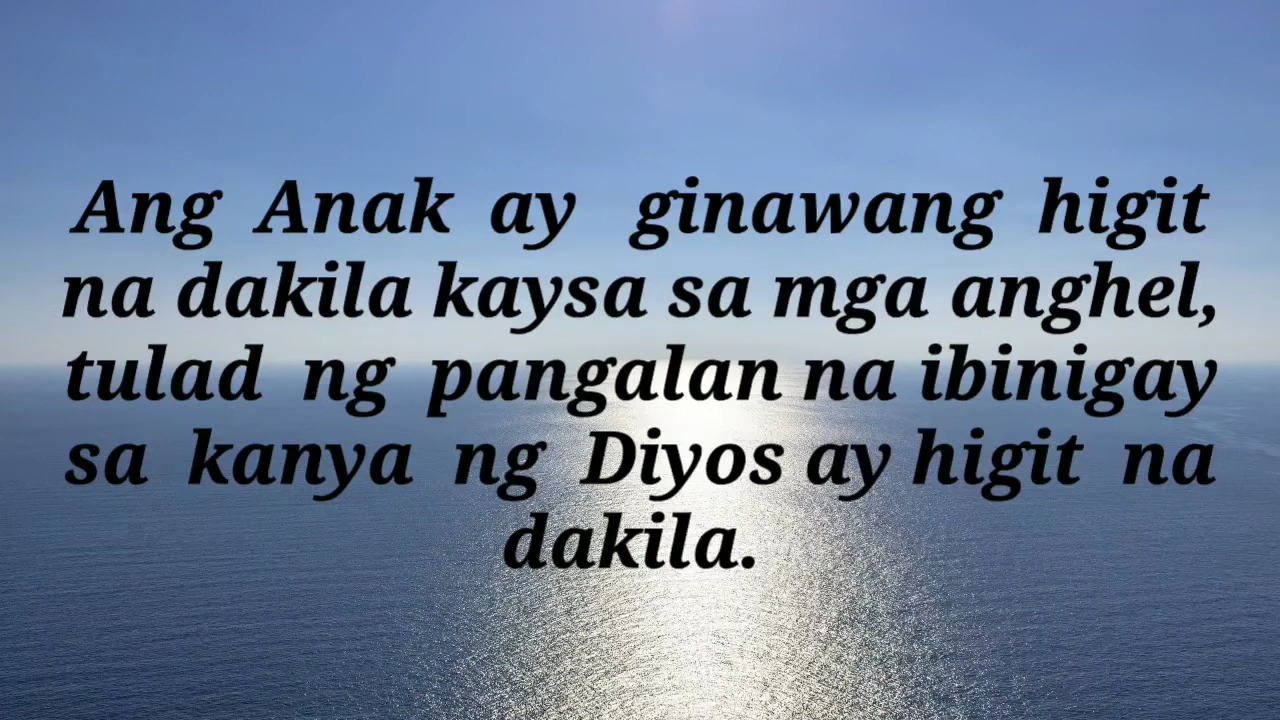 Ang Anak ay ginawang higit
na dakila kaysa sa mga anghel,
tulad ng pangalan na ibinigay
sa kanya ng Diyos ay higit na
dakila.